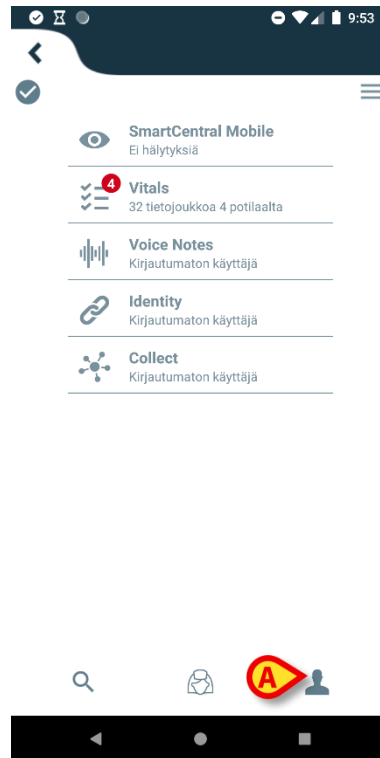 9:53
SmartCentral Mobile
Ei hälytyksiä
4
Vitals
32 tietojoukkoa 4 potilaalta
Voice Notes
Kirjautumaton käyttäjä
Identity
Kirjautumaton käyttäjä
Collect
Kirjautumaton käyttäjä
A